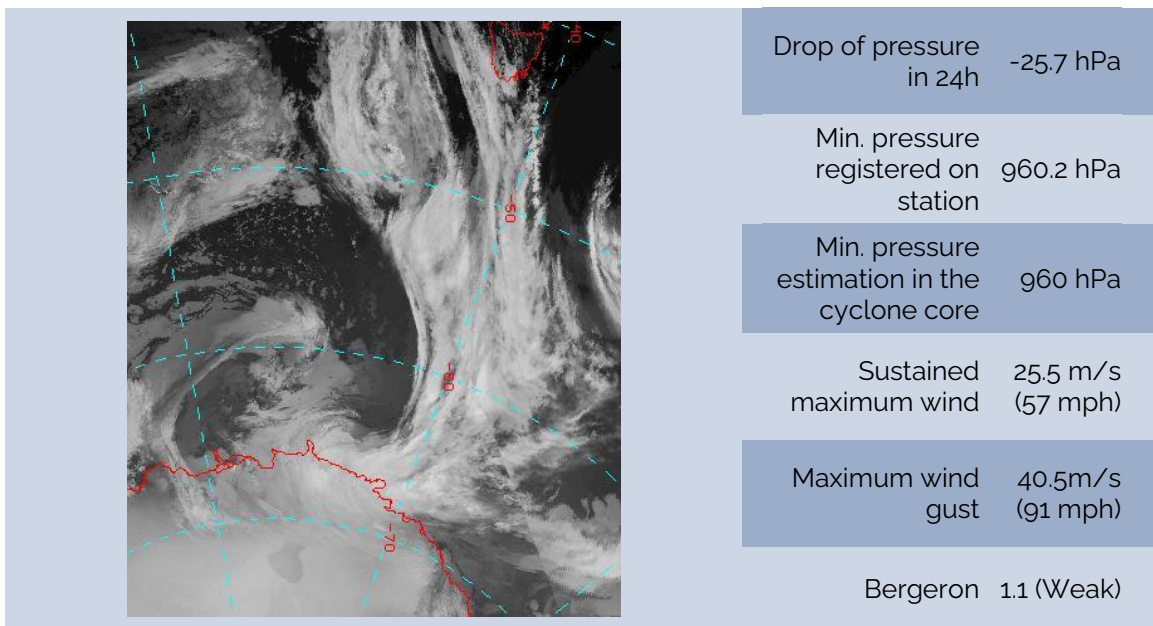 -40
-50
-60
-70
Drop of pressure
in 24h
-25.7 hPa
Min. pressure
registered on
station
960.2 hPa
Min. pressure
estimation in the
cyclone core
960 hPa
Sustained
maximum wind
25.5 m/s
(57 mph)
Maximum wind
gust
40.5m/s
(91 mph)
Bergeron
1.1 (Weak)